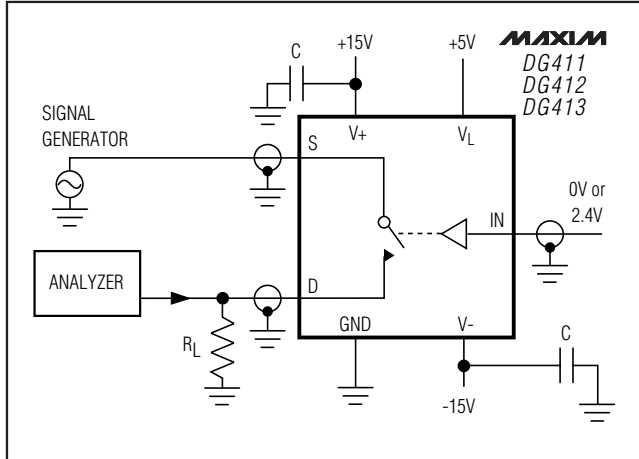 C
+15V
+5V
MAXIM
DG411
DG412
DG413
SIGNAL
GENERATOR
V+
VL
S
0V or
2.4V
IN
ANALYZER
D
RL
GND
V-
C
-15V